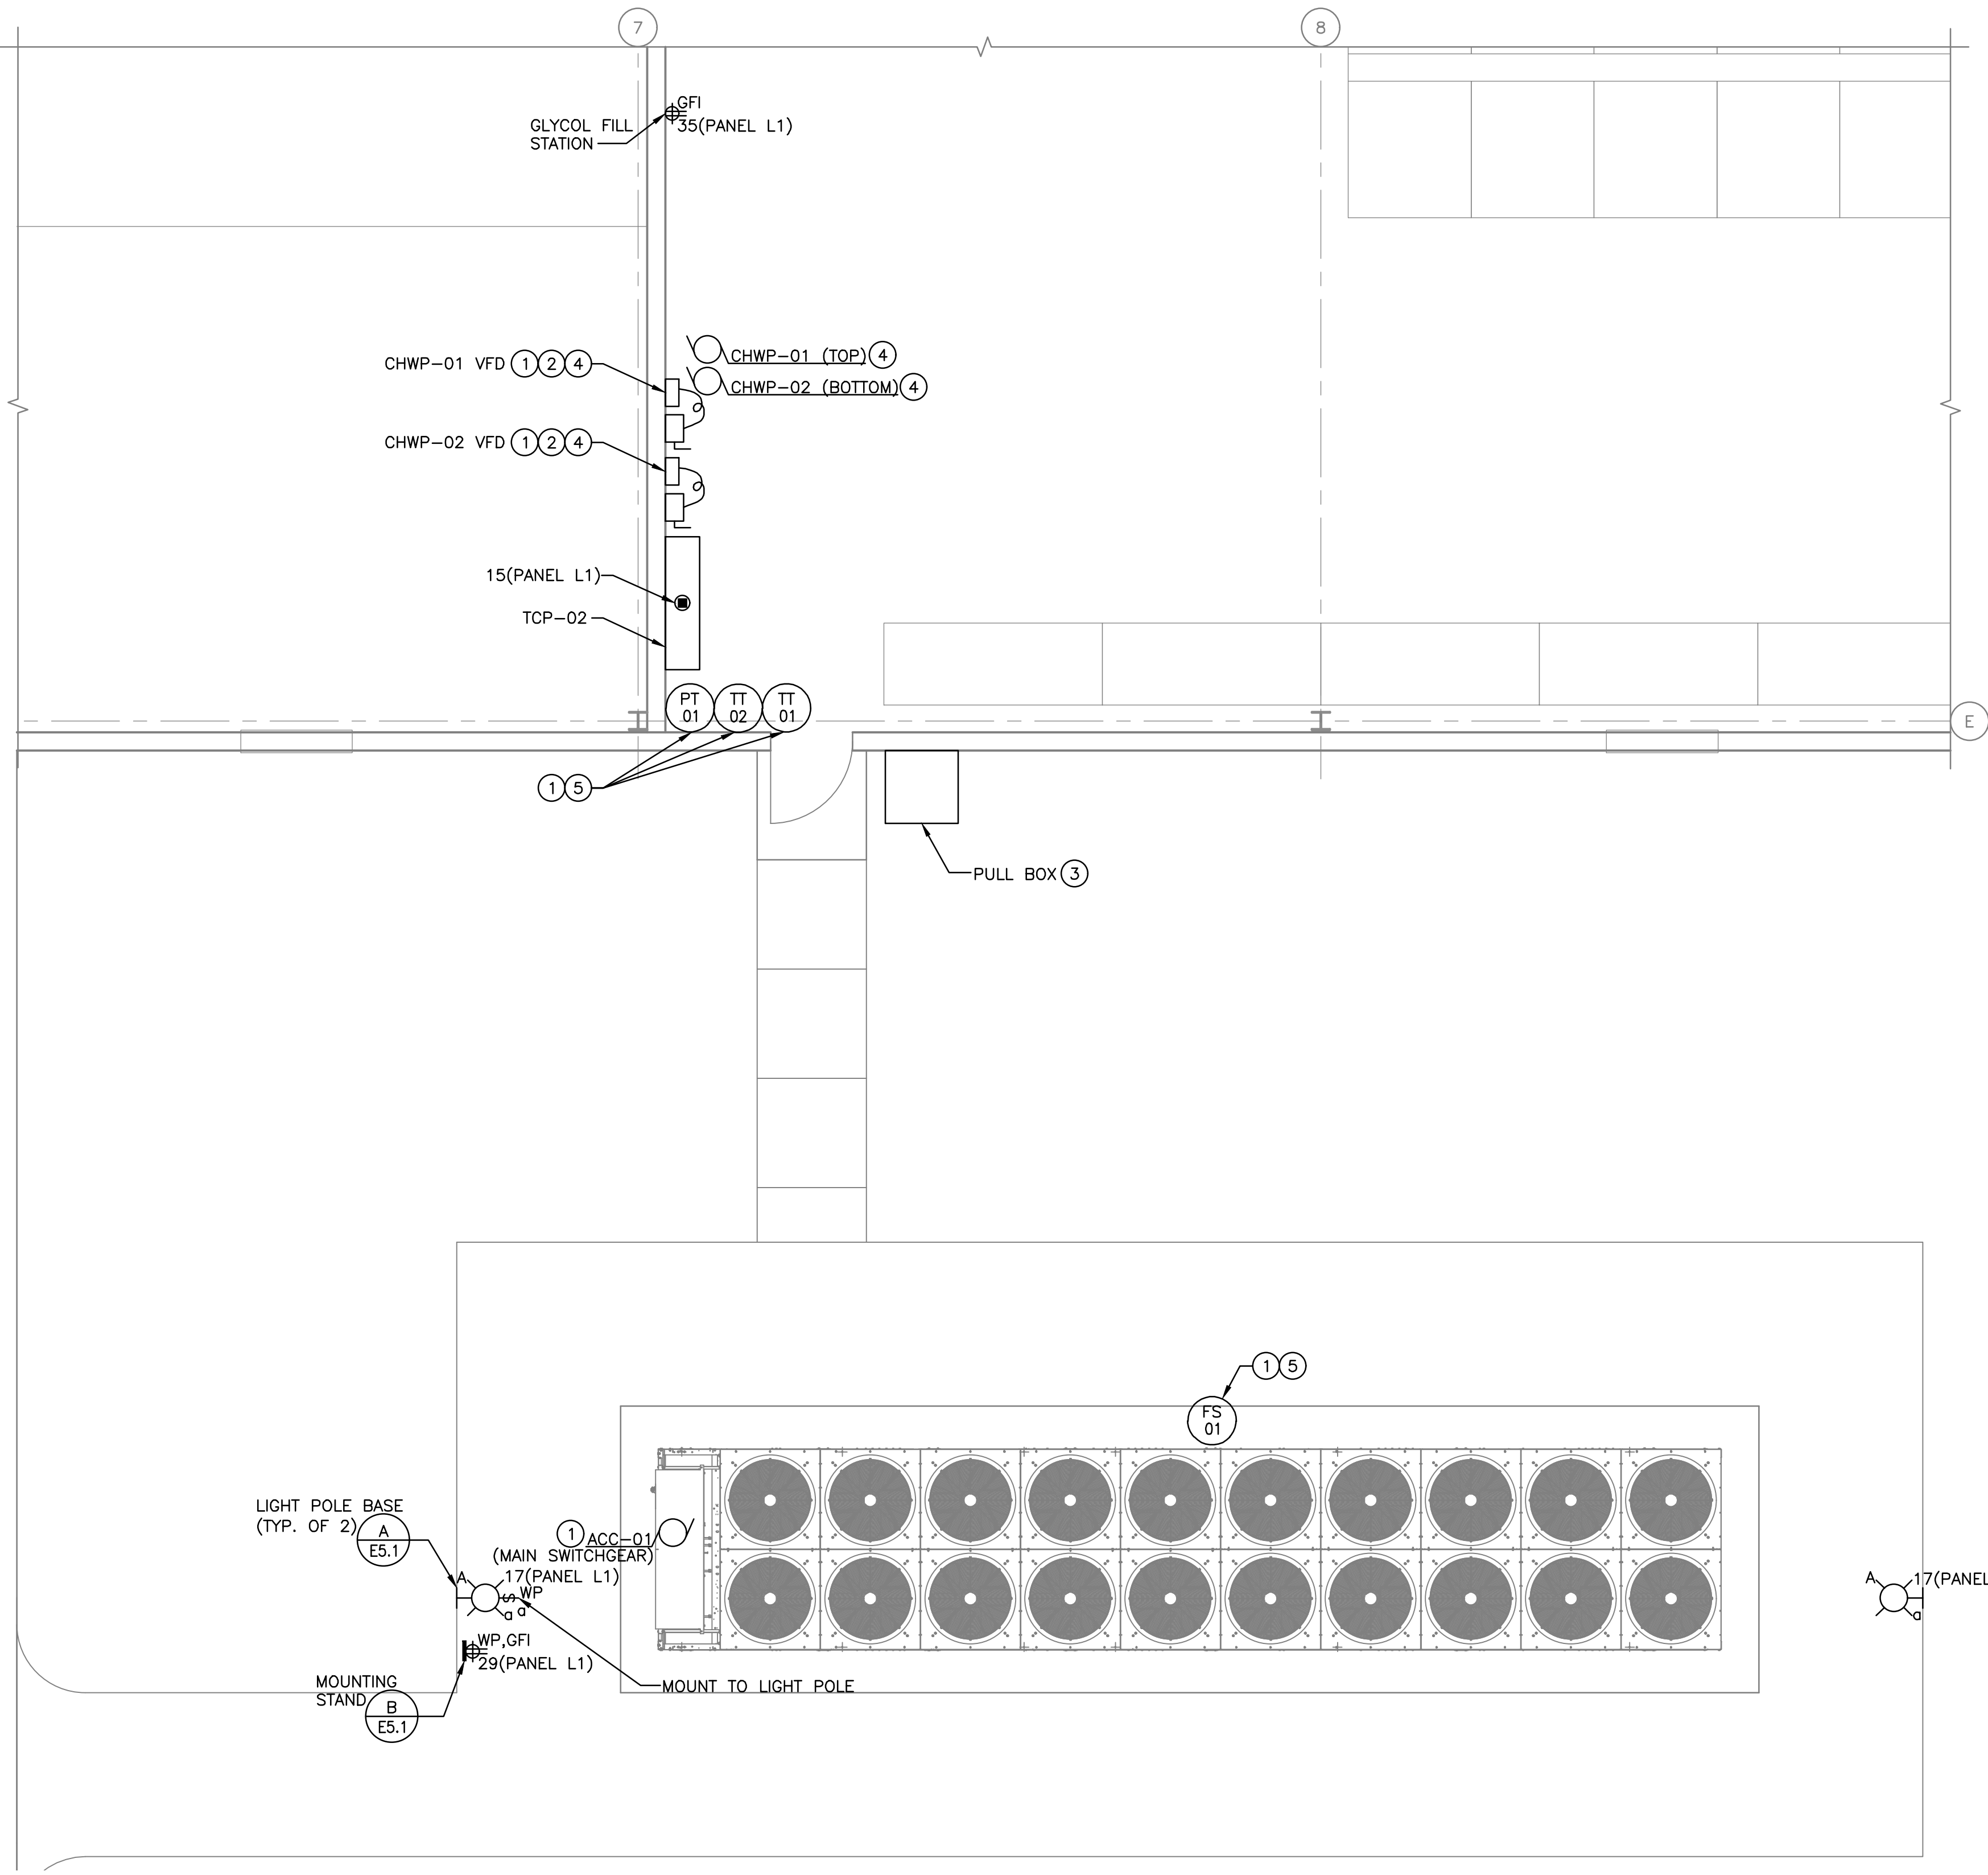 7
8
GFI
GLYCOL FILL
STATION
35(PANEL L1)
CHWP-01 VFD 1 2 4
CHWP-01 (TOP) 4
CHWP-02 (BOTTOM) 4
CHWP-02 VFD 1 2 4
15(PANEL L1)
TCP-02
PT
01
TT
02
TT
01
E
1 5
PULL BOX 3
1 5
FS
01
LIGHT POLE BASE
(TYP. OF 2)
A
E5.1
1 ACC-01
(MAIN SWITCHGEAR)
A
17(PANEL L1)
S WP
a a
A
17(PANEL
a
WP,GFI
29(PANEL L1)
MOUNTING
STAND
B
E5.1
MOUNT TO LIGHT POLE